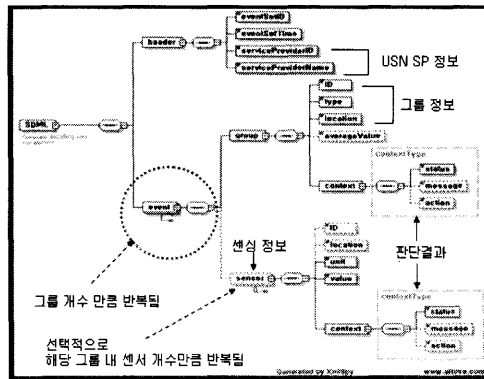 eventSetID
eventSetTime
header
serviceProviderID
serviceProviderName
USN SP 정보
ID
type
그룹 정보
location
SDML
group
averageValue
contextType
status
context
message
action
event
ID
센싱 정보
location
판단결과
sensor
unit
value
그룹 개수 만큼 반복됨
contextType
status
선택적으로
context
message
해당 그룹 내 센서 개수만큼 반복됨
action
Generated by XmlSpy
www.altova.com